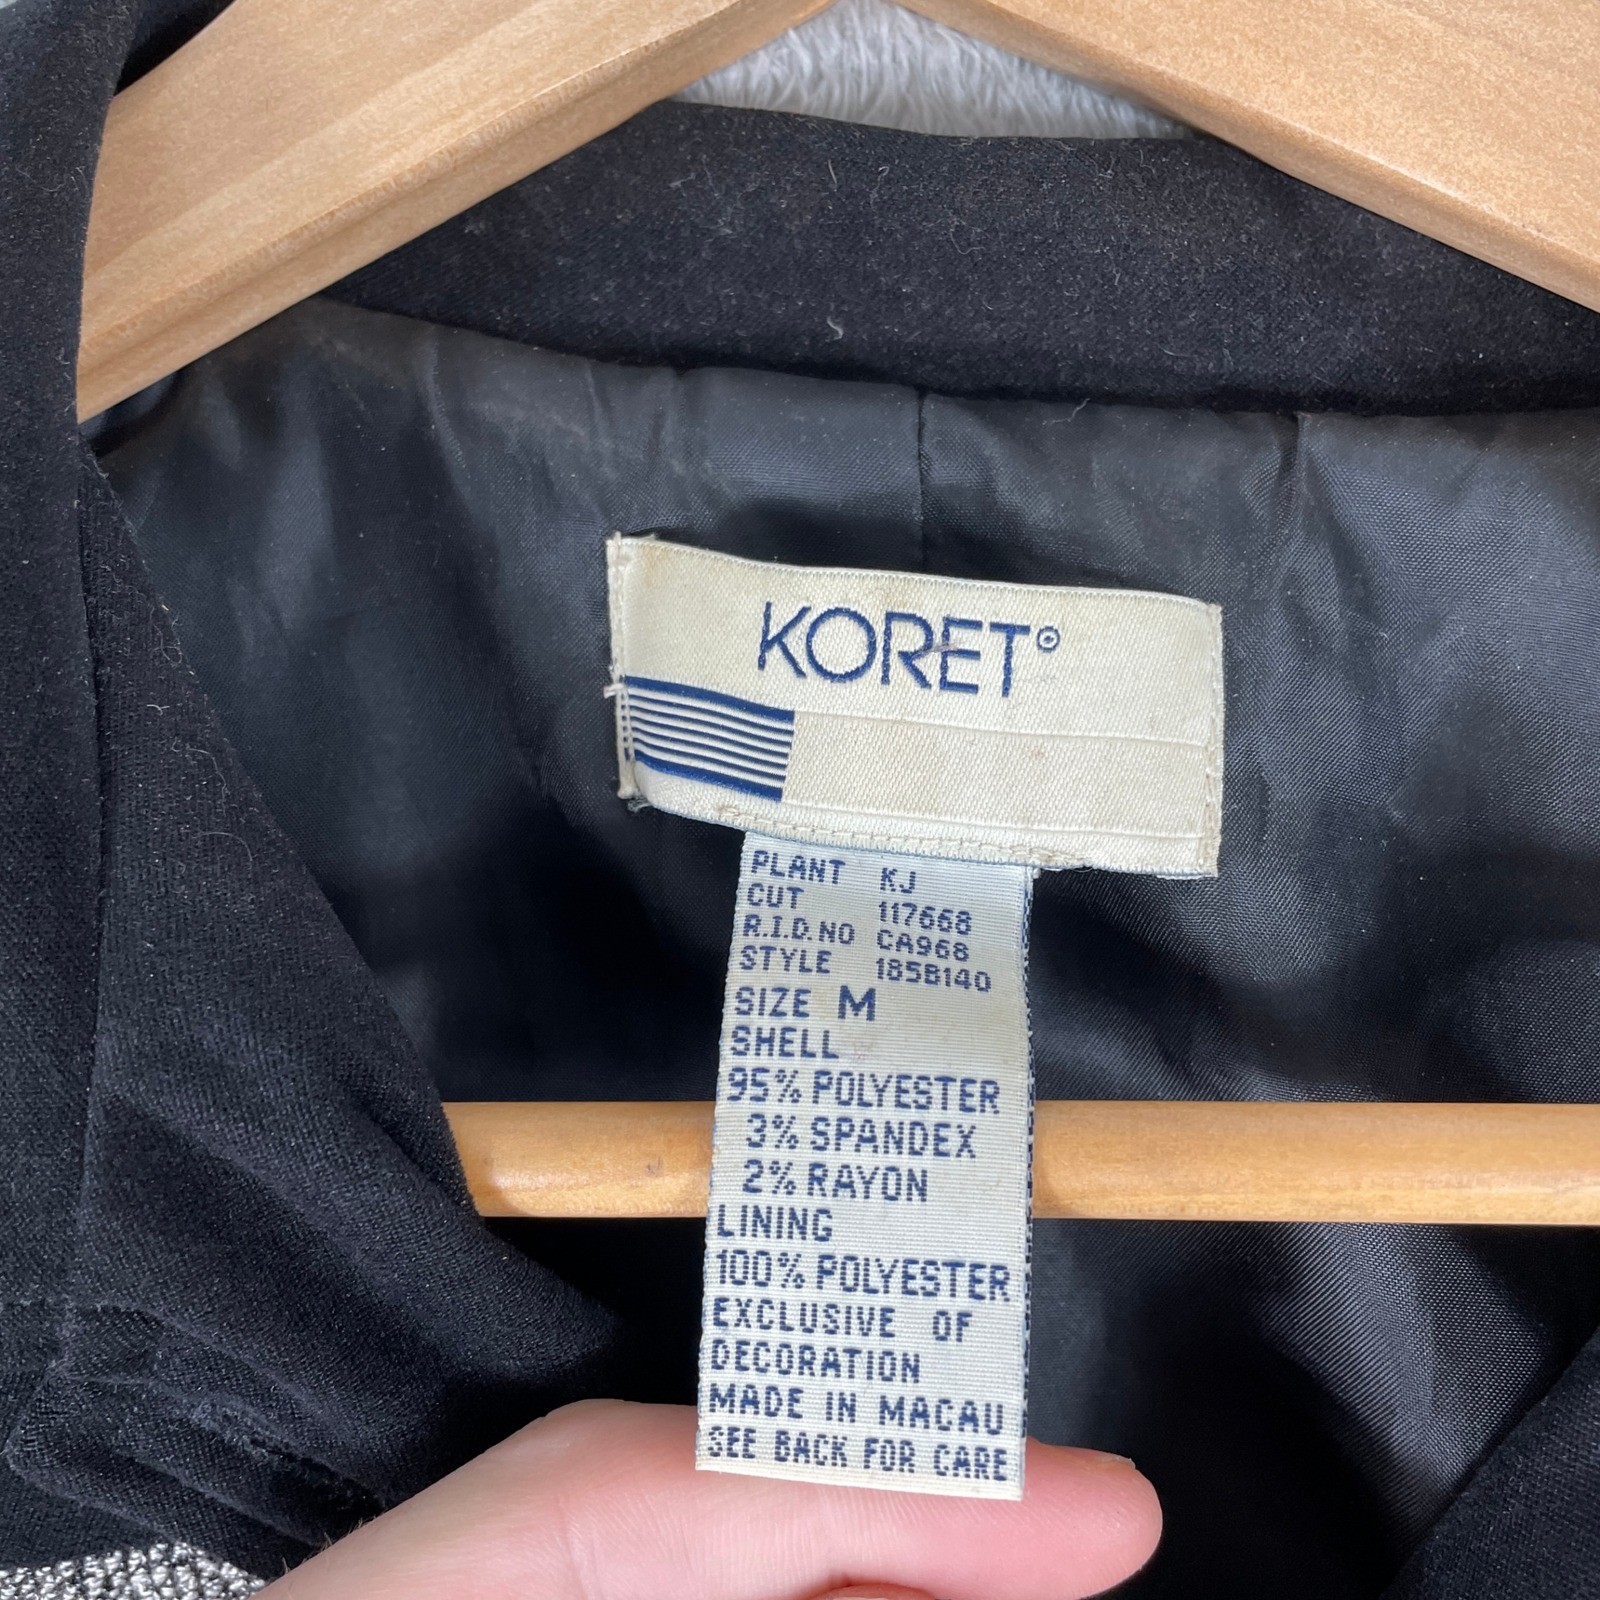 KORET®
PLANT KJ
CUT 117668
R.I.D. NO CA968
STYLE 185B140
SIZE M
SHELL
95% POLYESTER
3% SPANDEX
2% RAYON
LINING
100% POLYESTER
EXCLUSIVE OF
DECORATION
MADE IN MACAU
SEE BACK FOR CARE